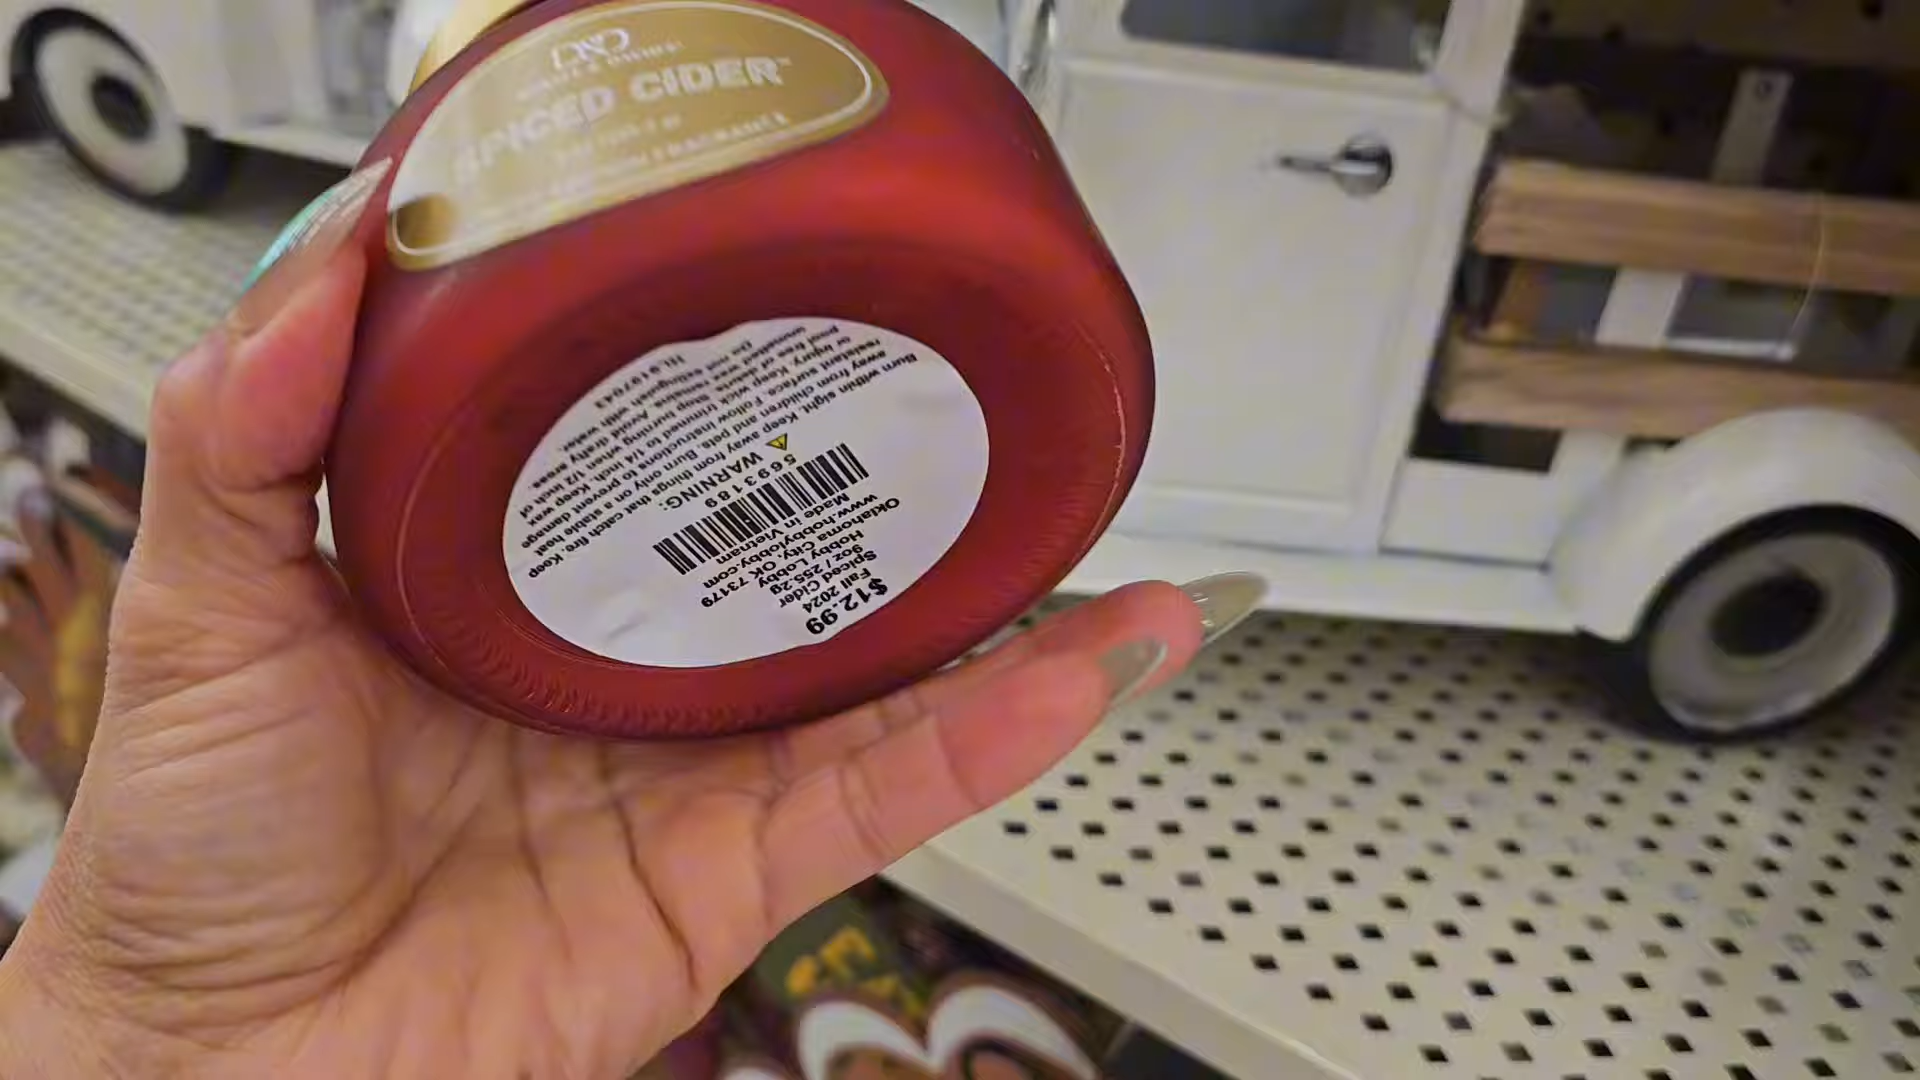 SPICED CIDER™
$12.99
Fall 2024
Spiced Cider
9oz / 255.2g
Hobby Lobby
Oklahoma City, OK 73179
www.hobbylobby.com
Made in Vietnam
5693189
WARNING:
Burn within sight. Keep away from things that catch fire. Keep
away from children and pets. Burn only on a stable heat
resistant surface. Follow instructions to prevent damage
or injury. Keep wick trimmed to 1/4 inch. Keep wax
pool free of debris. Stop burning when 1/2 inch of
unmelted wax remains. Avoid drafty areas.
Do not extinguish with water.